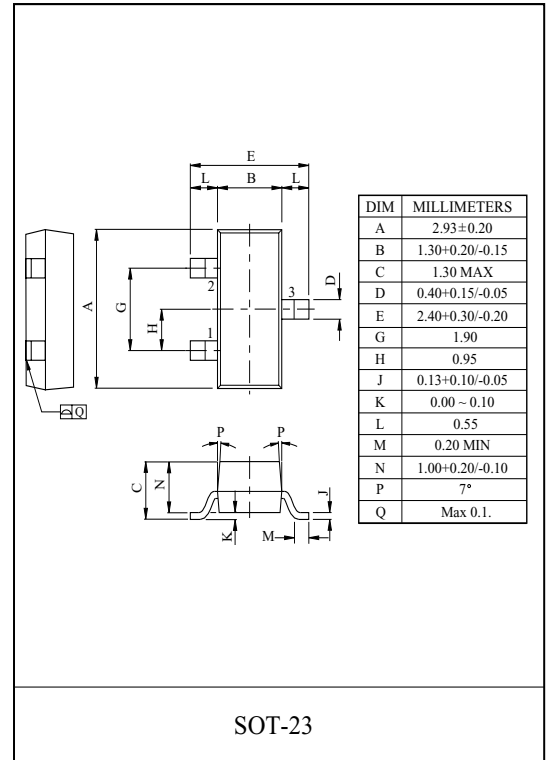 E
L B L
A
G
H
2
1
3
D
D Q
P P
C
N
K
M
J
DIM MILLIMETERS
A 2.93±0.20
B 1.30+0.20/-0.15
C 1.30 MAX
D 0.40+0.15/-0.05
E 2.40+0.30/-0.20
G 1.90
H 0.95
J 0.13+0.10/-0.05
K 0.00 ~ 0.10
L 0.55
M 0.20 MIN
N 1.00+0.20/-0.10
P 7°
Q Max 0.1.
SOT-23